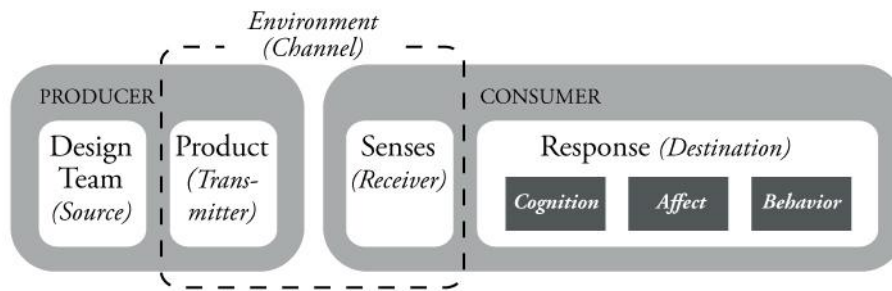 Environment
(Channel)
PRODUCER
CONSUMER
Design
Team
(Source)
Product
(Trans-
mitter)
Senses
(Receiver)
Response (Destination)
Cognition
Affect
Behavior